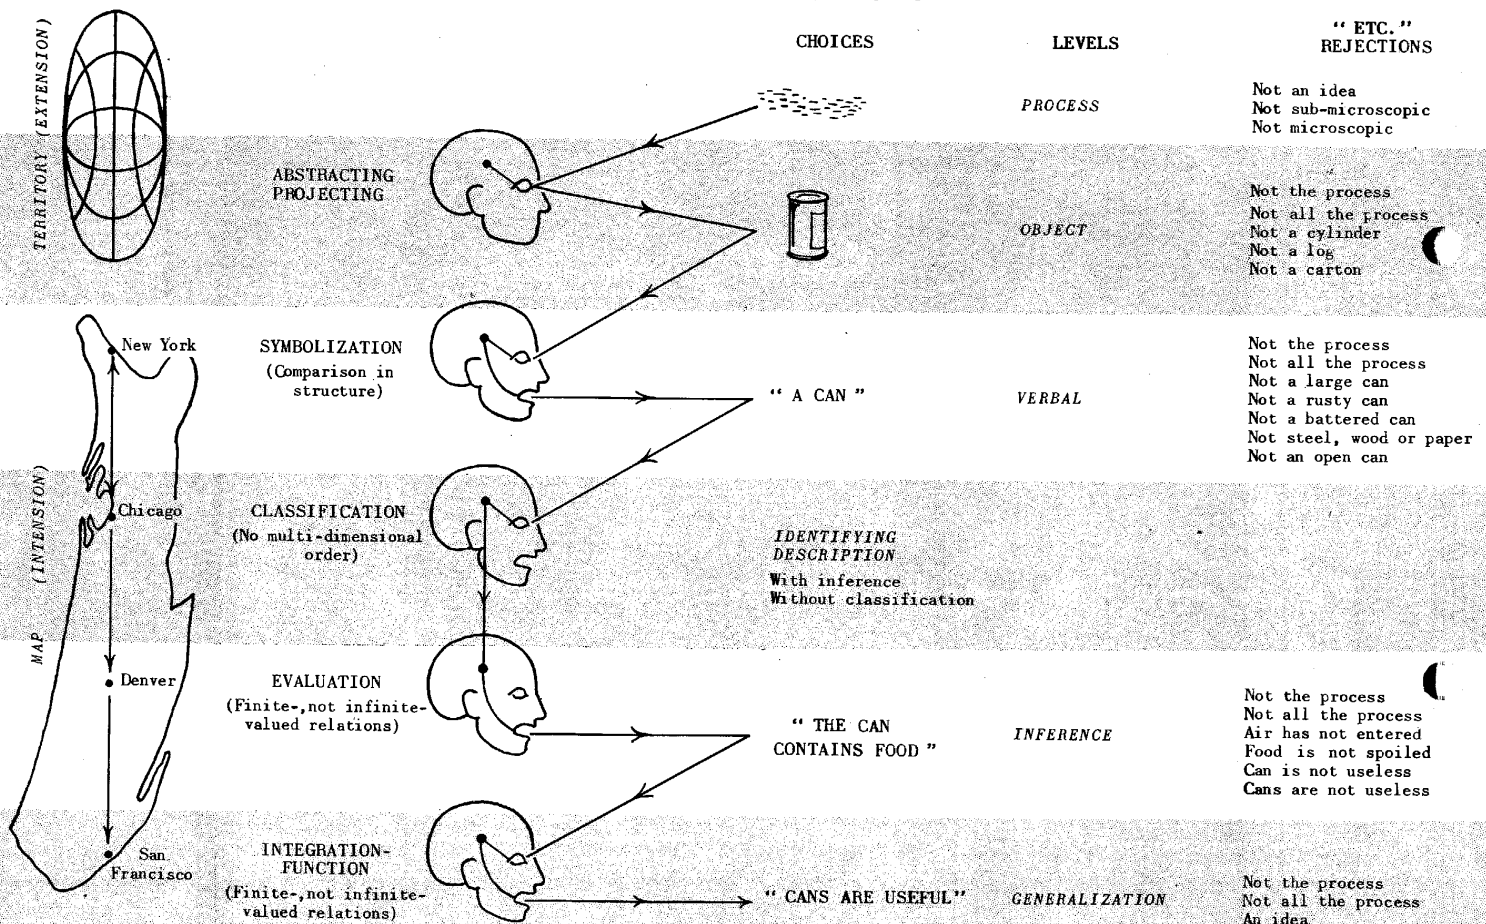 CHOICES
LEVELS
“ ETC.”
REJECTIONS
TERRITORY (EXTENSION)
PROCESS
Not an idea
Not sub-microscopic
Not microscopic
ABSTRACTING
PROJECTING
OBJECT
Not the process
Not all the process
Not a cylinder
Not a log
Not a carton
New York
SYMBOLIZATION
(Comparison in
structure)
“ A CAN ”
VERBAL
Not the process
Not all the process
Not a large can
Not a rusty can
Not a battered can
Not steel, wood or paper
Not an open can
MAP (INTENSION)
Chicago
CLASSIFICATION
(No multi-dimensional
order)
IDENTIFYING
DESCRIPTION
With inference
Without classification
Denver
EVALUATION
(Finite-,not infinite-
valued relations)
“ THE CAN
CONTAINS FOOD ”
INFERENCE
Not the process
Not all the process
Air has not entered
Food is not spoiled
Can is not useless
Cans are not useless
San
Francisco
INTEGRATION-
FUNCTION
(Finite-,not infinite-
valued relations)
“ CANS ARE USEFUL”
GENERALIZATION
Not the process
Not all the process
An idea